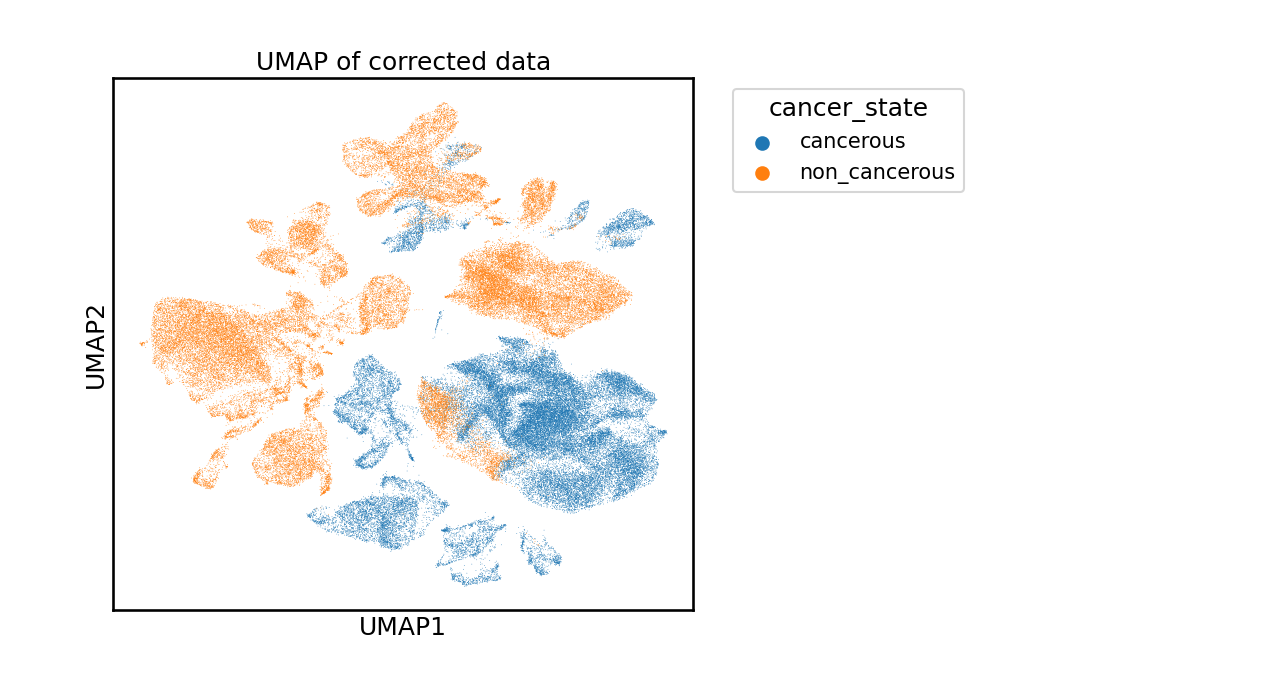 UMAP of corrected data
UMAP2
UMAP1
cancer_state
cancerous
non_cancerous